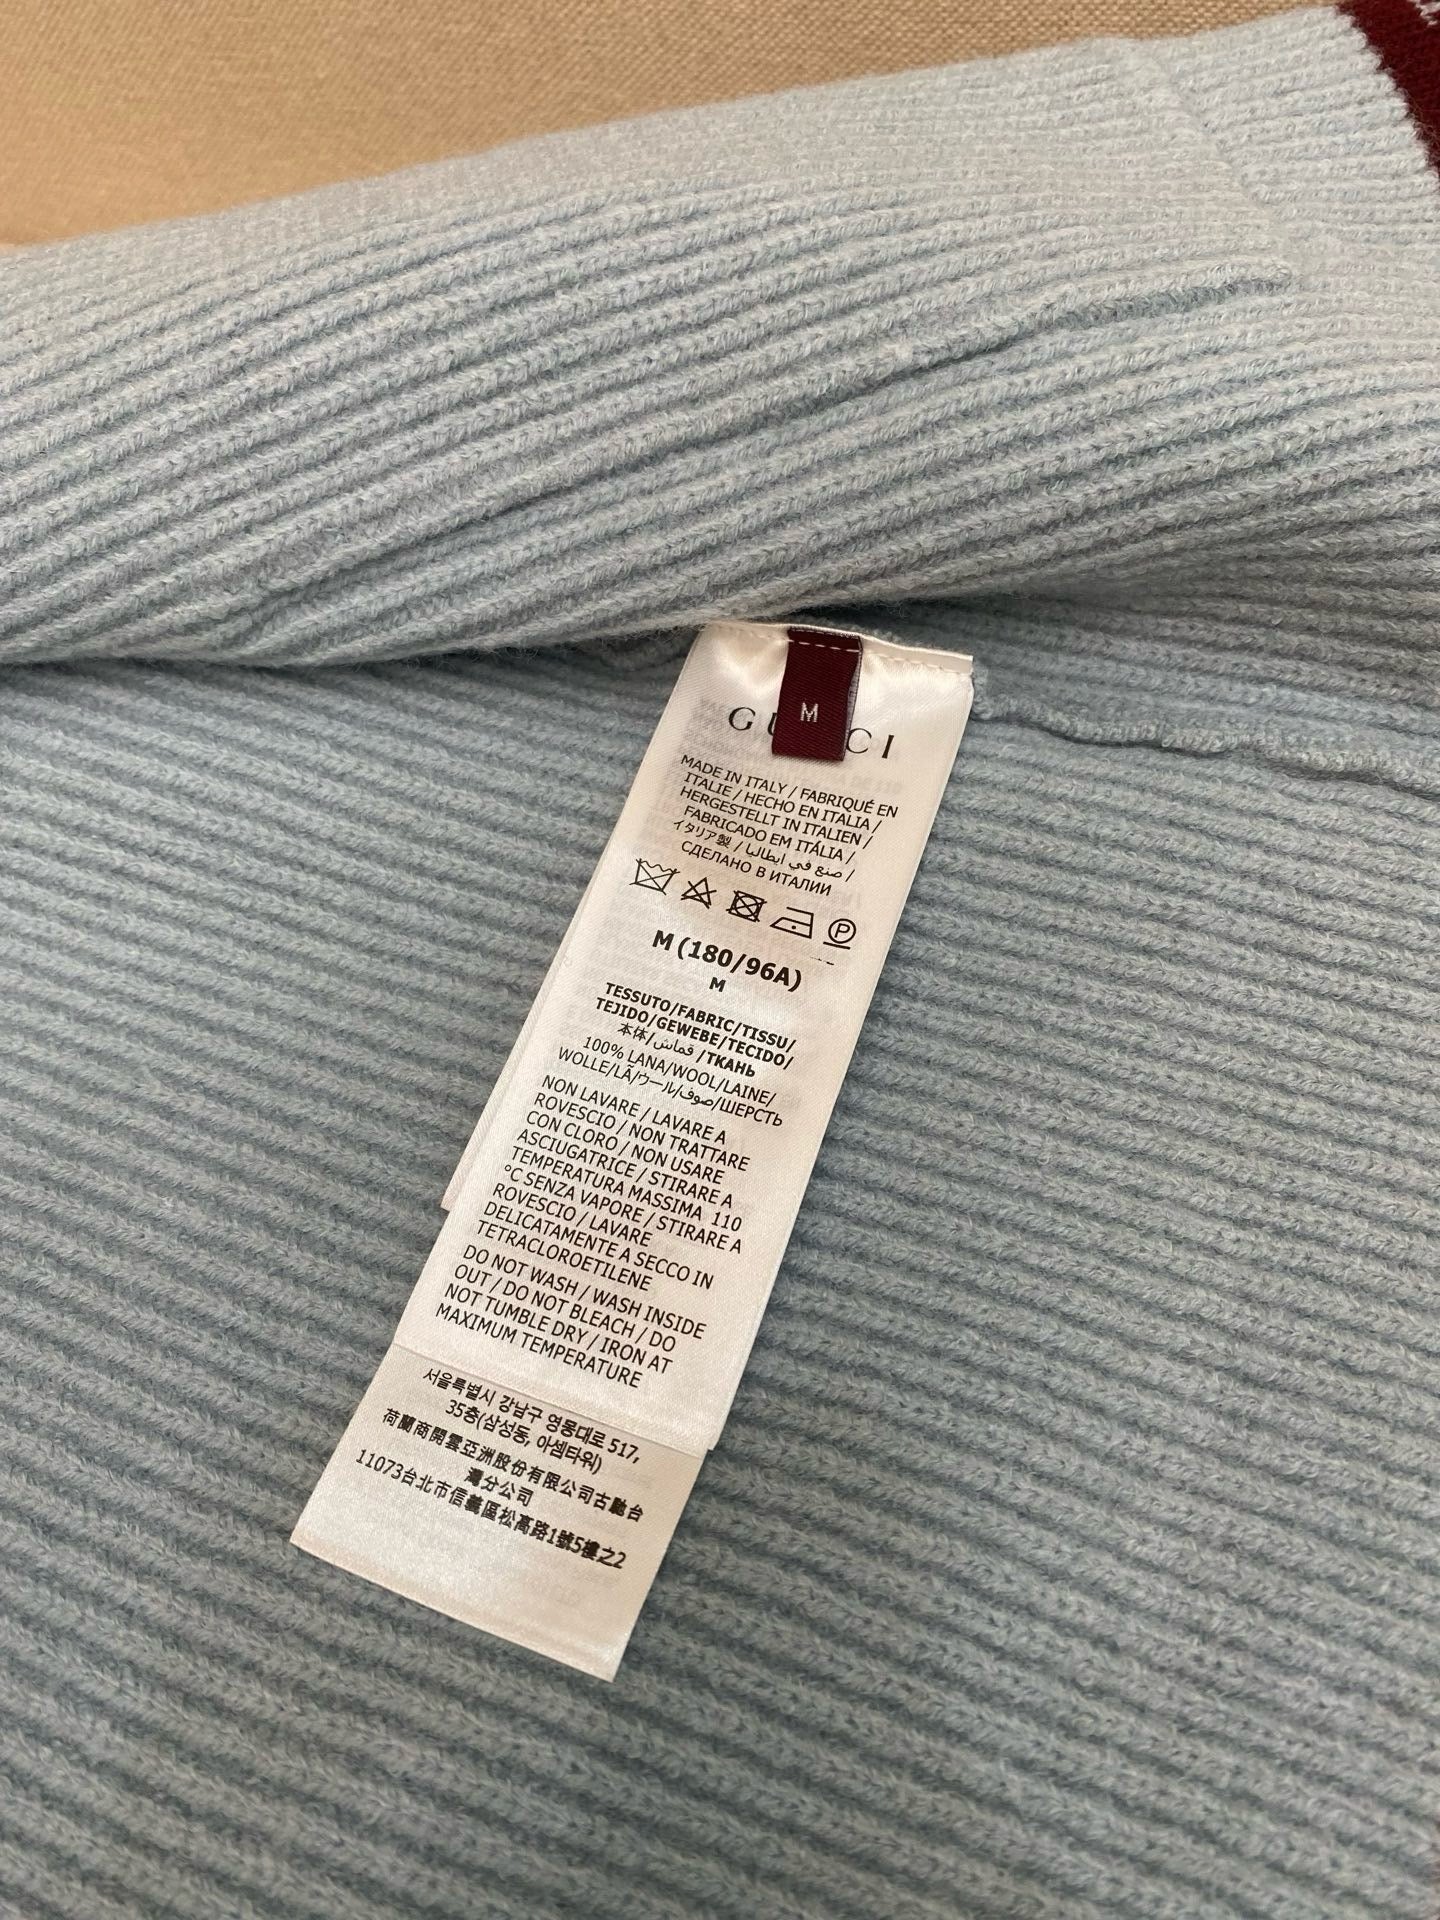 M
GUCCI
MADE IN ITALY / FABRIQUÉ EN
ITALIE / HECHO EN ITALIA /
HERGESTELLT IN ITALIEN /
FABRICADO EM ITÁLIA /
イタリア製 / صنع في ايطاليا /
СДЕЛАНО В ИТАЛИИ
P
M (180/96A)
M
TESSUTO/FABRIC/TISSU/
TEJIDO/GEWEBE/TECIDO/
本体/قماش /ТКАНЬ
100% LANA/WOOL/LAINE/
WOLLE/LÃ/ウール/صوف/ШЕРСТЬ
NON LAVARE / LAVARE A
ROVESCIO / NON TRATTARE
CON CLORO / NON USARE
ASCIUGATRICE / STIRARE A
TEMPERATURA MASSIMA 110
°C SENZA VAPORE / STIRARE A
ROVESCIO / LAVARE
DELICATAMENTE A SECCO IN
TETRACLOROETILENE
DO NOT WASH / WASH INSIDE
OUT / DO NOT BLEACH / DO
NOT TUMBLE DRY / IRON AT
MAXIMUM TEMPERATURE
서울특별시 강남구 영동대로 517,
35층(삼성동, 아셈타워)
荷蘭商開雲亞洲股份有限公司古馳台
灣分公司
11073台北市信義區松高路1號5樓之2